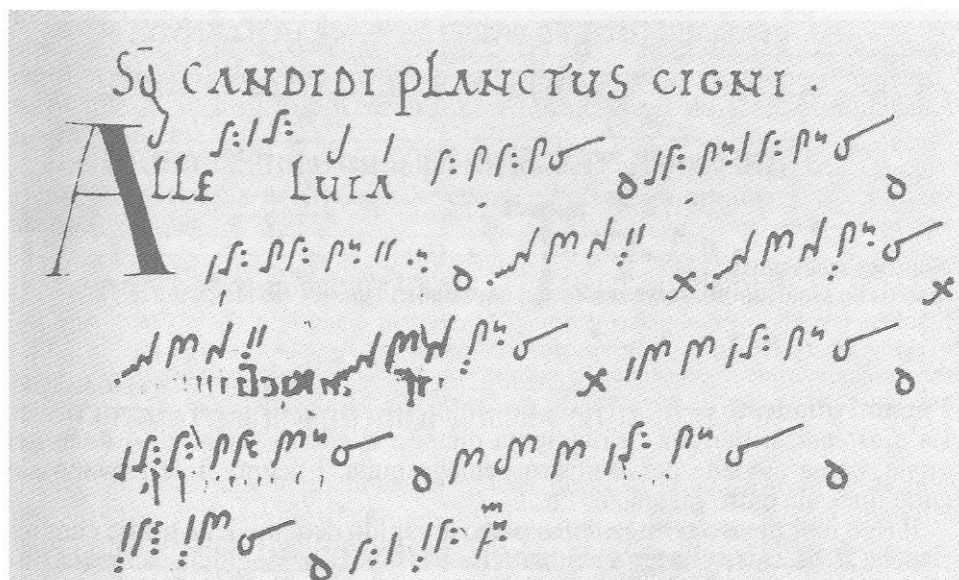 Sq̄ CANDIDI PLANCTUS CIGNI .
ALLE LUIA d d
d x x
x d
d d
d